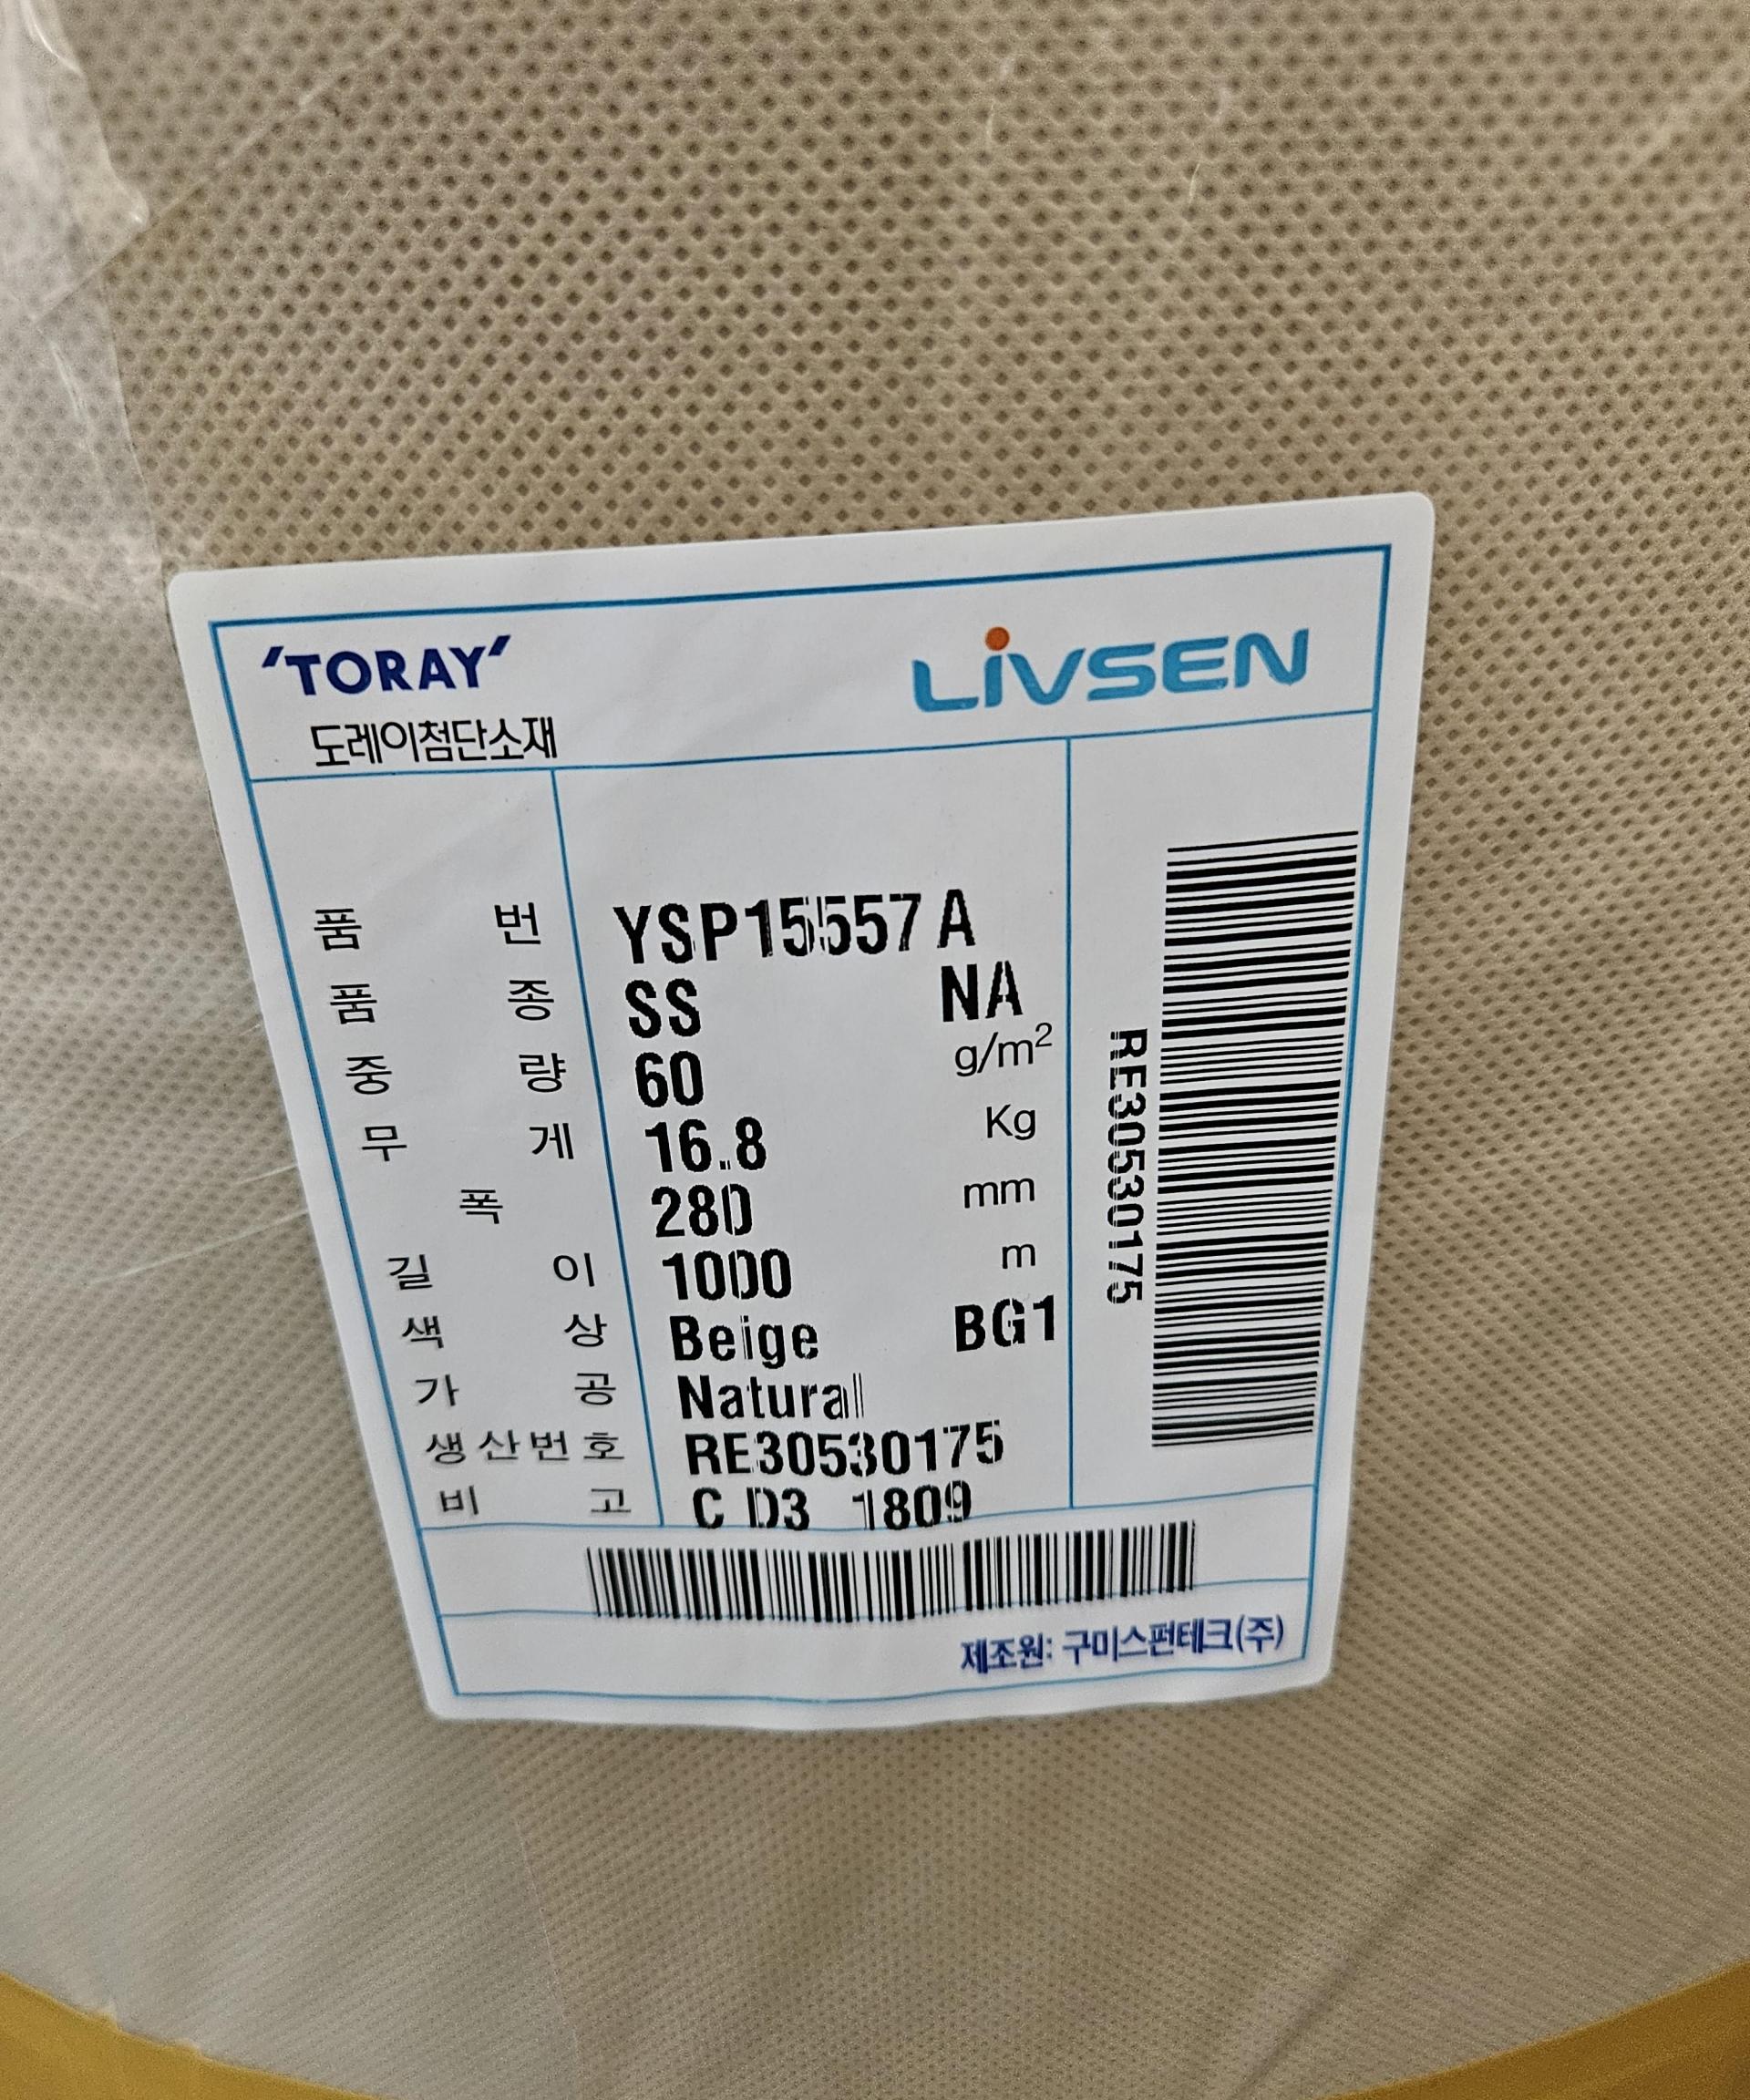 'TORAY'
LIVSEN
도레이첨단소재
품 번 YSP15557 A
품 종 SS NA
중 량 60 g/m²
무 게 16.8 Kg
폭 280 mm
길 이 1000 m
색 상 Beige BG1
가 공 Natural
생산번호 RE30530175
비 고 C D3 1809
RE30530175
제조원: 구미스펀테크(주)